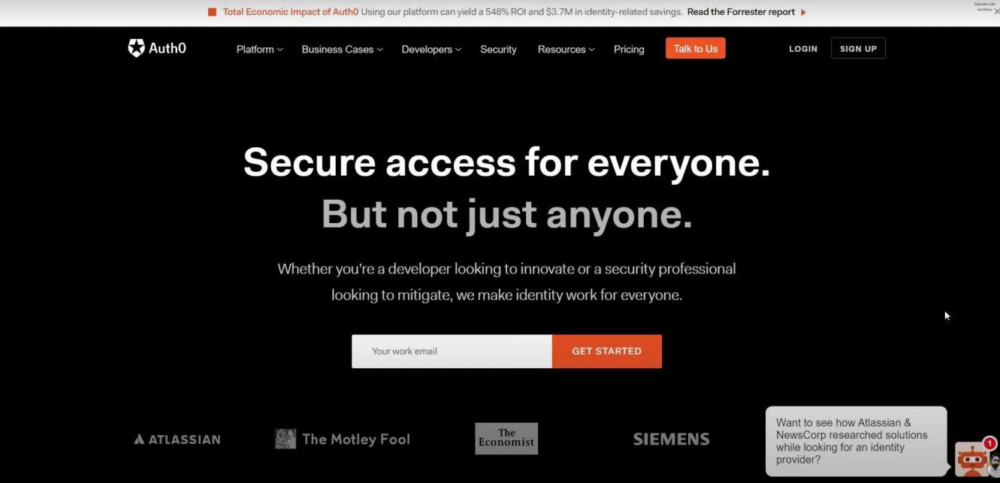 Total Economic Impact of Auth0 Using our platform can yield a 548% ROI and $3.7M in identity-related savings. Read the Forrester report
Subscribe, Like
And Share
Auth0 Platform Business Cases Developers Security Resources Pricing Talk to Us LOGIN SIGN UP
Secure access for everyone.
But not just anyone.
Whether you're a developer looking to innovate or a security professional
looking to mitigate, we make identity work for everyone.
Your work email GET STARTED
ATLASSIAN The Motley Fool The Economist SIEMENS
Want to see how Atlassian &
NewsCorp researched solutions
while looking for an identity
provider?
1